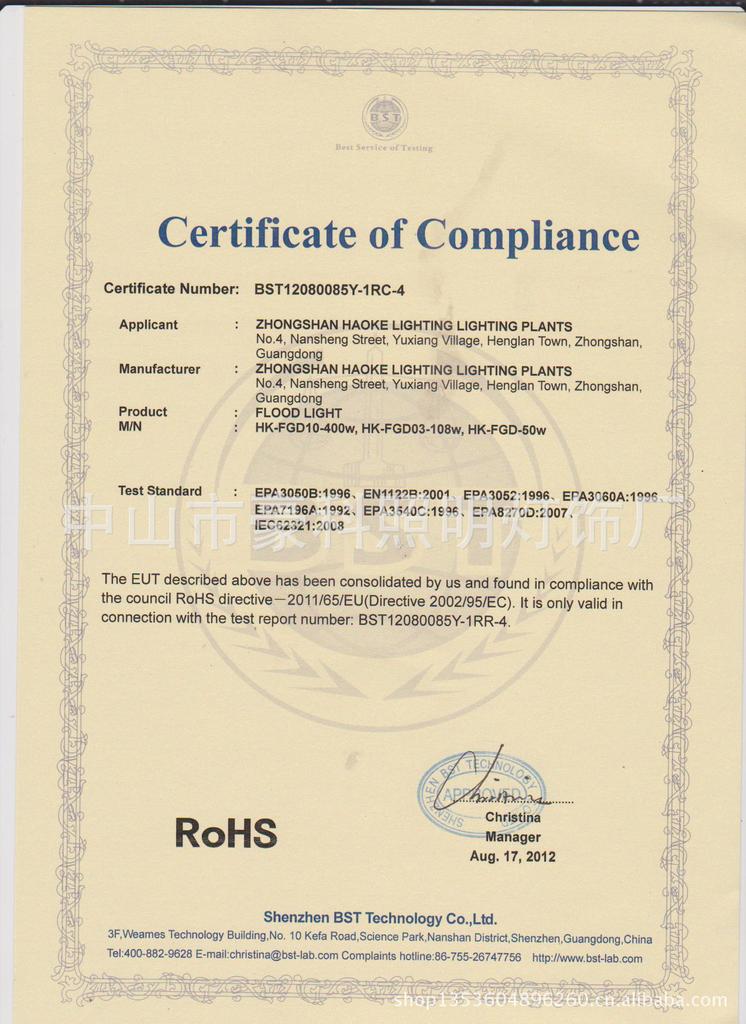 BST
Best Service of Testing
Certificate of Compliance
Certificate Number: BST12080085Y-1RC-4
Applicant : ZHONGSHAN HAOKE LIGHTING LIGHTING PLANTS
No.4, Nansheng Street, Yuxiang Village, Henglan Town, Zhongshan,
Guangdong
Manufacturer : ZHONGSHAN HAOKE LIGHTING LIGHTING PLANTS
No.4, Nansheng Street, Yuxiang Village, Henglan Town, Zhongshan,
Guangdong
Product : FLOOD LIGHT
M/N : HK-FGD10-400w, HK-FGD03-108w, HK-FGD-50w
Test Standard : EPA3050B:1996、EN1122B:2001、EPA3052:1996、EPA3060A:1996、
EPA7196A:1992、EPA3540C:1996、EPA8270D:2007、
IEC62321:2008
中山市豪科照明灯饰厂
BST
The EUT described above has been consolidated by us and found in compliance with
the council RoHS directive－2011/65/EU(Directive 2002/95/EC). It is only valid in
connection with the test report number: BST12080085Y-1RR-4.
SHENZHEN BST TECHNOLOGY CO.,LTD
APPROVED
Christina
Christina
Manager
Aug. 17, 2012
RoHS
Shenzhen BST Technology Co.,Ltd.
3F,Weames Technology Building,No. 10 Kefa Road,Science Park,Nanshan District,Shenzhen,Guangdong,China
Tel:400-882-9628 E-mail:christina@bst-lab.com Complaints hotline:86-755-26747756 http://www.bst-lab.com
shop1353604896260.cn.alibaba.com